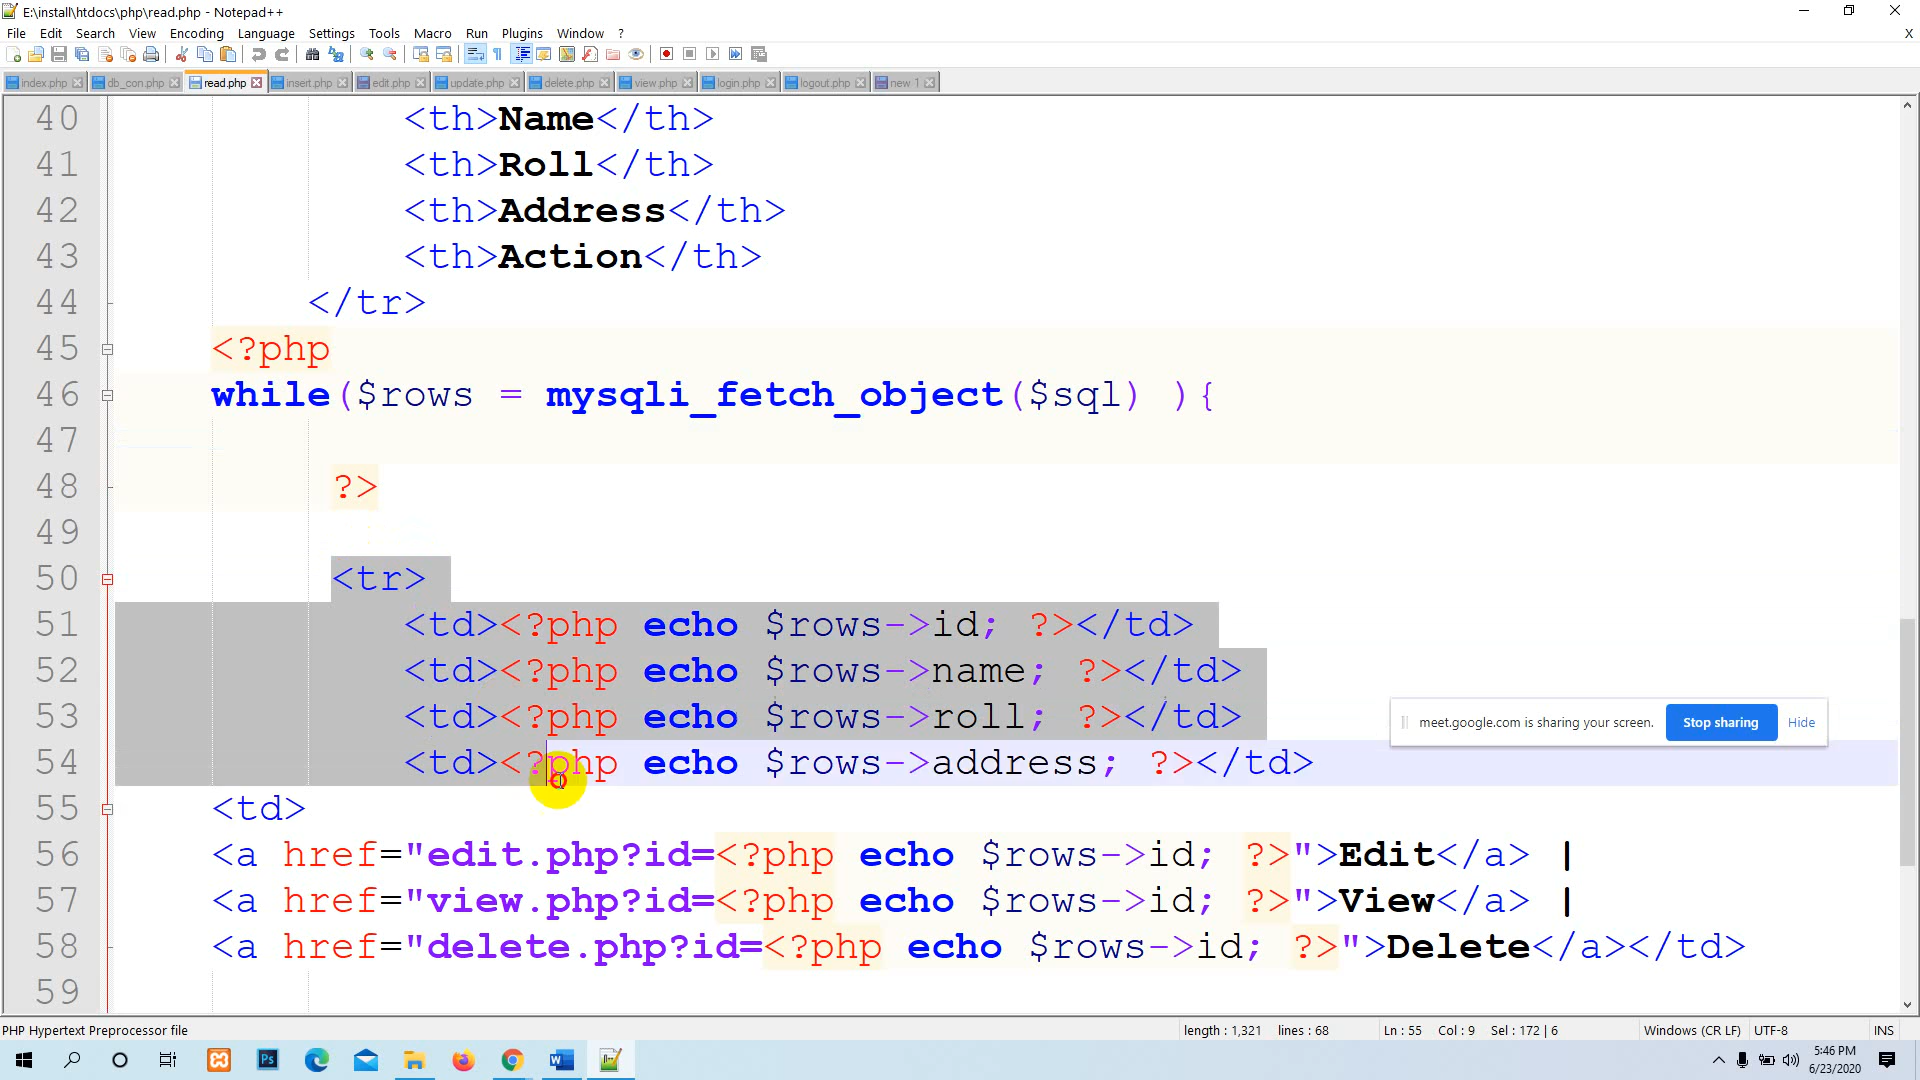 E:\install\htdocs\php\read.php - Notepad++
File Edit Search View Encoding Language Settings Tools Macro Run Plugins Window ? X
index.php db_con.php read.php insert.php edit.php update.php delete.php view.php login.php logout.php new 1
40 <th>Name</th>
41 <th>Roll</th>
42 <th>Address</th>
43 <th>Action</th>
44 </tr>
45 <?php
46 while($rows = mysqli_fetch_object($sql) ){
47
48 ?>
49
50 <tr>
51 <td><?php echo $rows->id; ?></td>
52 <td><?php echo $rows->name; ?></td>
53 <td><?php echo $rows->roll; ?></td>
54 <td><?php echo $rows->address; ?></td>
55 <td>
56 <a href="edit.php?id=<?php echo $rows->id; ?>">Edit</a> |
57 <a href="view.php?id=<?php echo $rows->id; ?>">View</a> |
58 <a href="delete.php?id=<?php echo $rows->id; ?>">Delete</a></td>
59
meet.google.com is sharing your screen. Stop sharing Hide
PHP Hypertext Preprocessor file length : 1,321 lines : 68 Ln : 55 Col : 9 Sel : 172 | 6 Windows (CR LF) UTF-8 INS
5:46 PM
6/23/2020